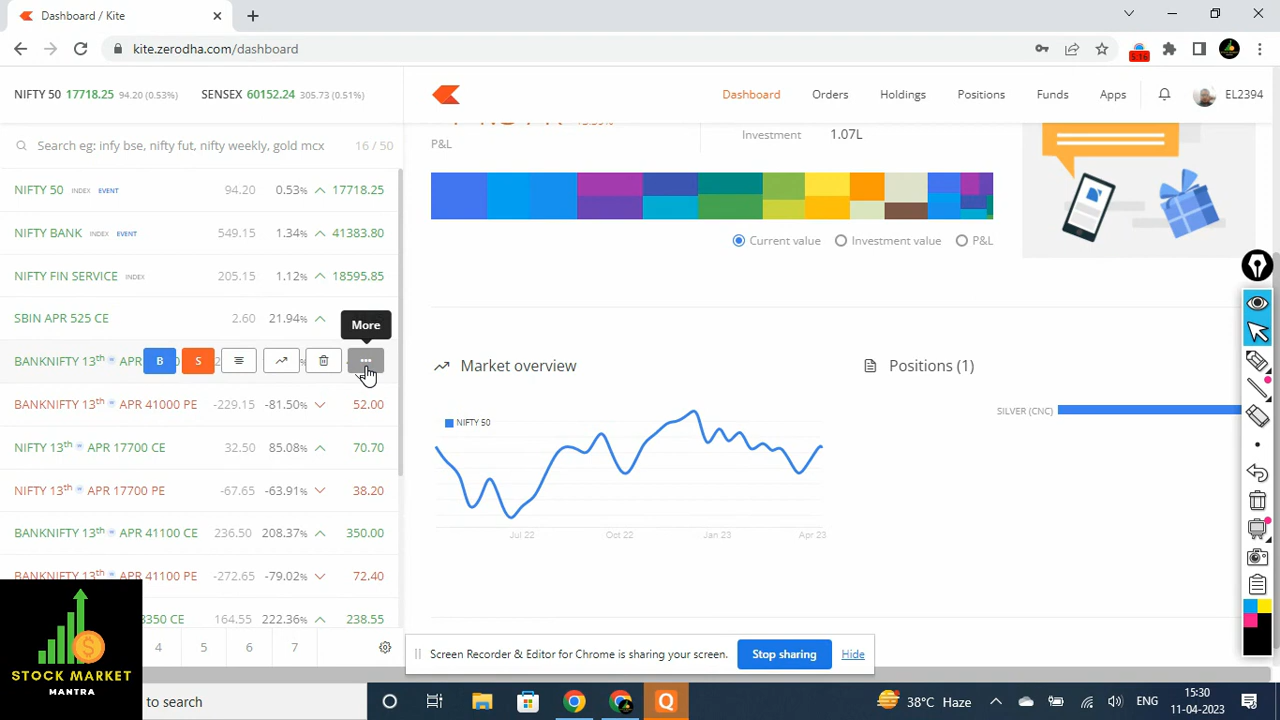 Dashboard / Kite
kite.zerodha.com/dashboard
5:16
NIFTY 50 17718.25 94.20 (0.53%) SENSEX 60152.24 305.73 (0.51%)
Dashboard Orders Holdings Positions Funds Apps EL2394
Search eg: infy bse, nifty fut, nifty weekly, gold mcx 16 / 50
P&L
Investment 1.07L
NIFTY 50 INDEX EVENT 94.20 0.53% 17718.25
NIFTY BANK INDEX EVENT 549.15 1.34% 41383.80
NIFTY FIN SERVICE INDEX 205.15 1.12% 18595.85
Current value Investment value P&L
SBIN APR 525 CE 2.60 21.94%
More
BANKNIFTY 13th APR B S
BANKNIFTY 13th APR 41000 PE -229.15 -81.50% 52.00
NIFTY 13th APR 17700 CE 32.50 85.08% 70.70
NIFTY 13th APR 17700 PE -67.65 -63.91% 38.20
BANKNIFTY 13th APR 41100 CE 236.50 208.37% 350.00
BANKNIFTY 13th APR 41100 PE -272.65 -79.02% 72.40
350 CE 164.55 222.36% 238.55
4 5 6 7
Market overview
NIFTY 50
Jul 22 Oct 22 Jan 23 Apr 23
Positions (1)
SILVER (CNC)
Screen Recorder & Editor for Chrome is sharing your screen. Stop sharing Hide
STOCK MARKET
MANTRA
to search
38°C Haze
ENG
15:30
11-04-2023